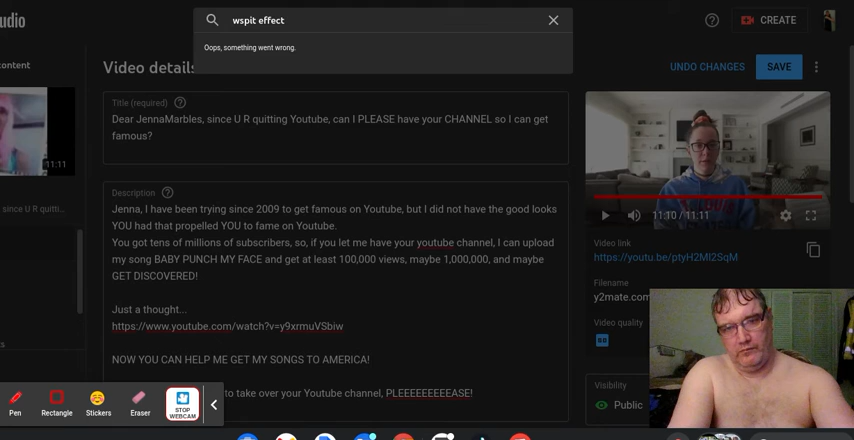 udio
wspit effect
CREATE
Oops, something went wrong.
ontent
Video details
UNDO CHANGES
SAVE
Title (required)
Dear JennaMarbles, since U R quitting Youtube, can I PLEASE have your CHANNEL so I can get
famous?
11:11
since U R quitti...
Description
Jenna, I have been trying since 2009 to get famous on Youtube, but I did not have the good looks
YOU had that propelled YOU to fame on Youtube.
You got tens of millions of subscribers, so, if you let me have your youtube channel, I can upload
my song BABY PUNCH MY FACE and get at least 100,000 views, maybe 1,000,000, and maybe
GET DISCOVERED!
Just a thought...
https://www.youtube.com/watch?v=y9xrmuVSbiw
NOW YOU CAN HELP ME GET MY SONGS TO AMERICA!
to take over your Youtube channel, PLEEEEEEEEEASE!
11:10 / 11:11
Video link
https://youtu.be/ptyH2MI2SqM
Filename
y2mate.com
Video quality
Visibility
Public
s
Pen
Rectangle
Stickers
Eraser
STOP
WEBCAM